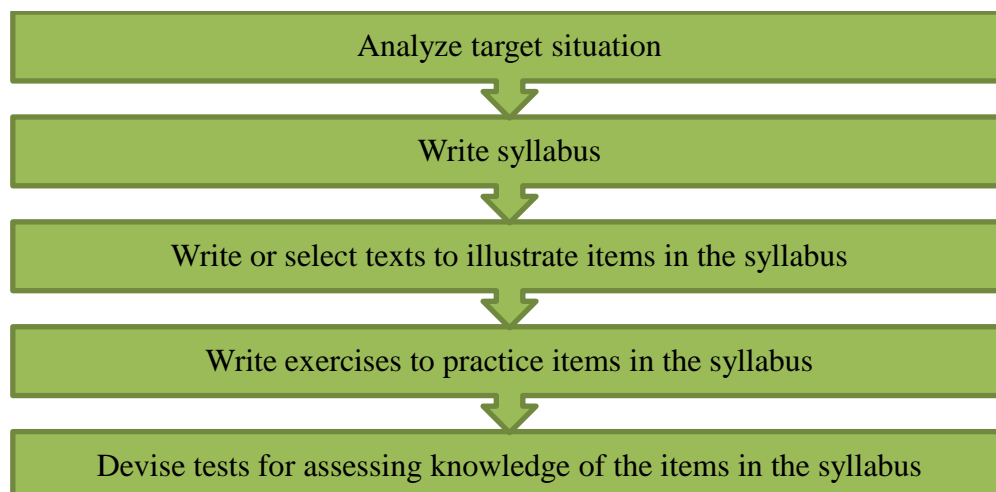 Analyze target situation
Write syllabus
Write or select texts to illustrate items in the syllabus
Write exercises to practice items in the syllabus
Devise tests for assessing knowledge of the items in the syllabus